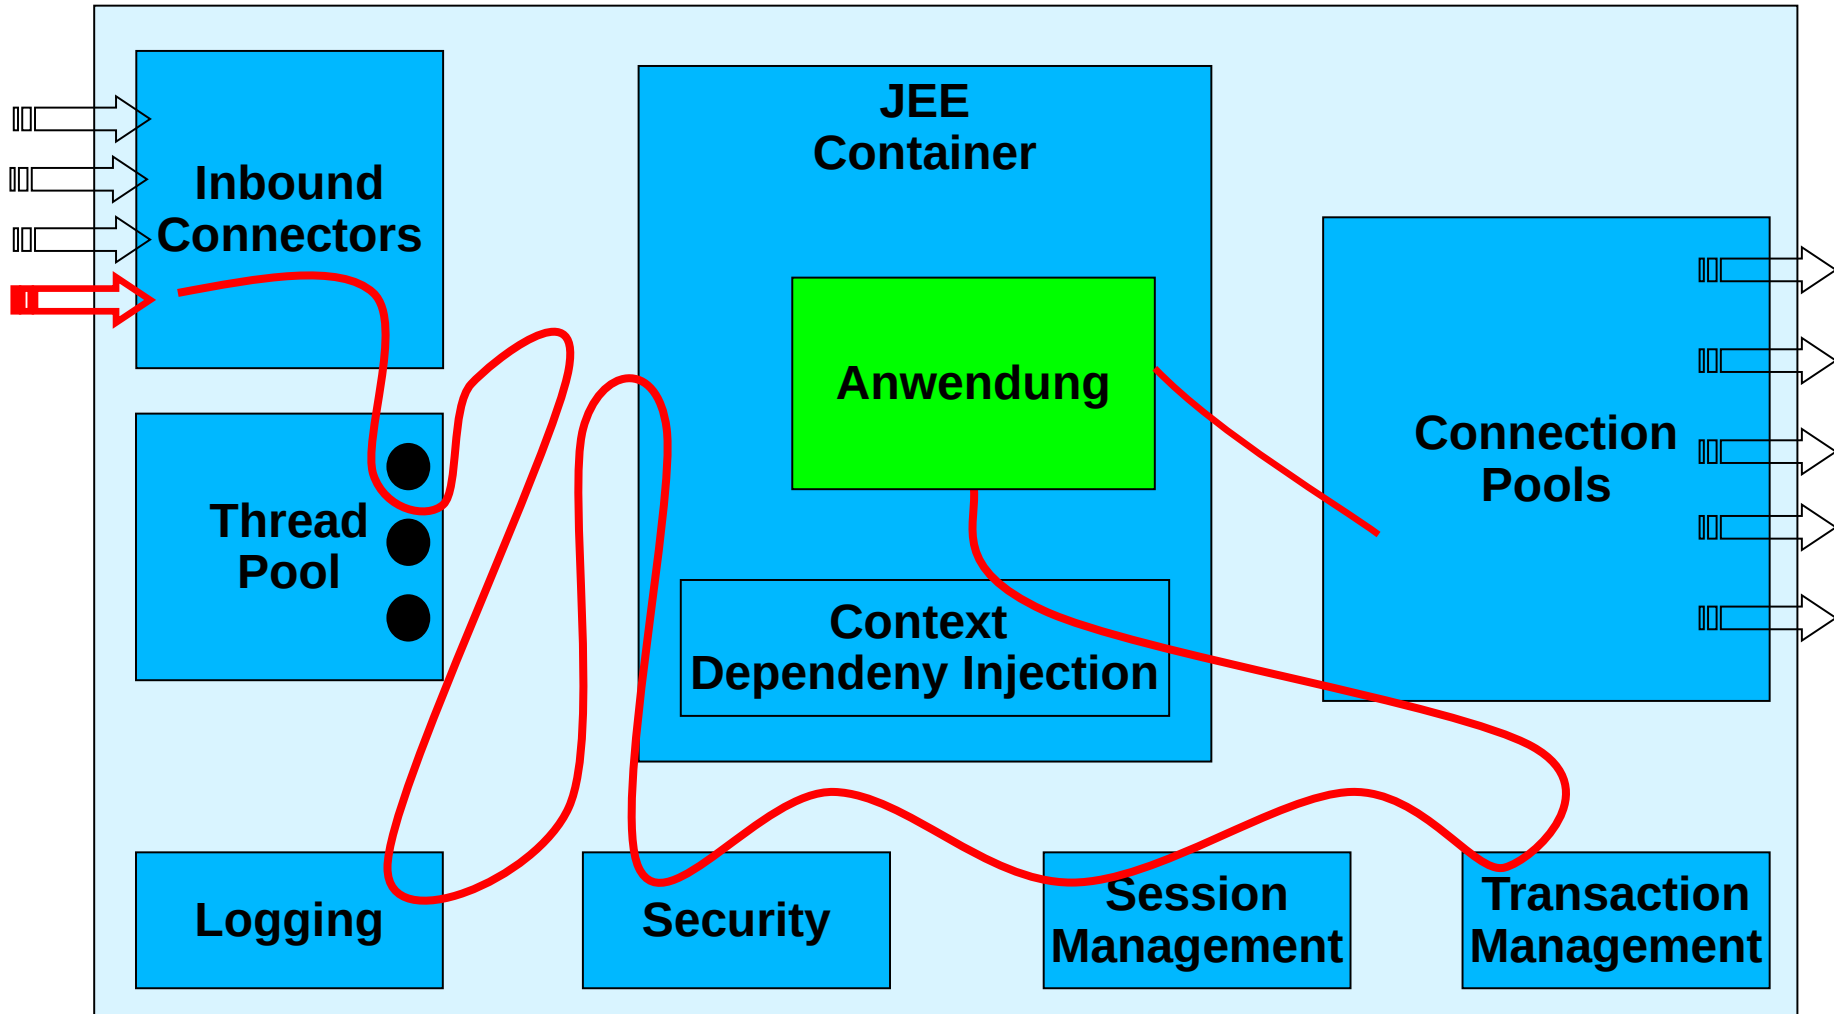 Inbound
Connectors
JEE
Container
Anwendung
Connection
Pools
Thread
Pool
Context
Dependeny Injection
Logging
Security
Session
Management
Transaction
Management